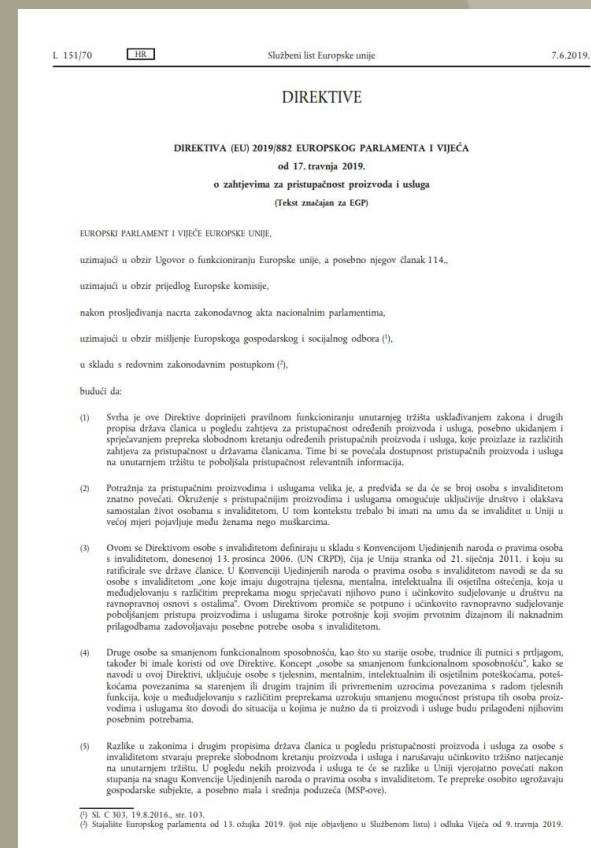 L 151/70 HR Službeni list Europske unije 7.6.2019.
DIREKTIVE
DIREKTIVA (EU) 2019/882 EUROPSKOG PARLAMENTA I VIJEĆA
od 17. travnja 2019.
o zahtjevima za pristupačnost proizvoda i usluga
(Tekst značajan za EGP)
EUROPSKI PARLAMENT I VIJEĆE EUROPSKE UNIJE,
uzimajući u obzir Ugovor o funkcioniranju Europske unije, a posebno njegov članak 114.,
uzimajući u obzir prijedlog Europske komisije,
nakon prosljeđivanja nacrta zakonodavnog akta nacionalnim parlamentima,
uzimajući u obzir mišljenje Europskoga gospodarskog i socijalnog odbora (¹),
u skladu s redovnim zakonodavnim postupkom (²),
budući da:
(1) Svrha je ove Direktive doprinijeti pravilnom funkcioniranju unutarnjeg tržišta usklađivanjem zakona i drugih
propisa država članica u pogledu zahtjeva za pristupačnost određenih proizvoda i usluga, posebno ukidanjem i
sprječavanjem prepreka slobodnom kretanju određenih pristupačnih proizvoda i usluga, koje proizlaze iz različitih
zahtjeva za pristupačnost u državama članicama. Time bi se povećala dostupnost pristupačnih proizvoda i usluga
na unutarnjem tržištu te poboljšala pristupačnost relevantnih informacija.
(2) Potražnja za pristupačnim proizvodima i uslugama velika je, a predviđa se da će se broj osoba s invaliditetom
znatno povećati. Okruženje s pristupačnijim proizvodima i uslugama omogućuje uključivije društvo i olakšava
samostalan život osobama s invaliditetom. U tom kontekstu trebalo bi imati na umu da se invaliditet u Uniji u
većoj mjeri pojavljuje među ženama nego muškarcima.
(3) Ovom se Direktivom osobe s invaliditetom definiraju u skladu s Konvencijom Ujedinjenih naroda o pravima osoba
s invaliditetom, donesenoj 13. prosinca 2006. (UN CRPD), čija je Unija stranka od 21. siječnja 2011. i koju su
ratificirale sve države članice. U Konvenciji Ujedinjenih naroda o pravima osoba s invaliditetom navodi se da su
osobe s invaliditetom „one koje imaju dugotrajna tjelesna, mentalna, intelektualna ili osjetilna oštećenja, koja u
međudjelovanju s različitim preprekama mogu sprječavati njihovo puno i učinkovito sudjelovanje u društvu na
ravnopravnoj osnovi s ostalima”. Ovom Direktivom promiče se potpuno i učinkovito ravnopravno sudjelovanje
poboljšanjem pristupa proizvodima i uslugama široke potrošnje koji svojim prvotnim dizajnom ili naknadnim
prilagodbama zadovoljavaju posebne potrebe osoba s invaliditetom.
(4) Druge osobe sa smanjenom funkcionalnom sposobnošću, kao što su starije osobe, trudnice ili putnici s prtljagom,
također bi imale koristi od ove Direktive. Koncept „osobe sa smanjenom funkcionalnom sposobnošću”, kako se
navodi u ovoj Direktivi, uključuje osobe s tjelesnim, mentalnim, intelektualnim ili osjetilnim poteškoćama, poteš-
koćama povezanima sa starenjem ili drugim trajnim ili privremenim uzrocima povezanima s radom tjelesnih
funkcija, koje u međudjelovanju s različitim preprekama uzrokuju smanjenu mogućnost pristupa tih osoba proiz-
vodima i uslugama što dovodi do situacija u kojima je nužno da ti proizvodi i usluge budu prilagođeni njihovim
posebnim potrebama.
(5) Razlike u zakonima i drugim propisima država članica u pogledu pristupačnosti proizvoda i usluga za osobe s
invaliditetom stvaraju prepreke slobodnom kretanju proizvoda i usluga i narušavaju učinkovito tržišno natjecanje
na unutarnjem tržištu. U pogledu nekih proizvoda i usluga te će se razlike u Uniji vjerojatno povećati nakon
stupanja na snagu Konvencije Ujedinjenih naroda o pravima osoba s invaliditetom. Te prepreke osobito ugrožavaju
gospodarske subjekte, a posebno mala i srednja poduzeća (MSP-ove).
(¹) SL C 303, 19.8.2016., str. 103.
(²) Stajalište Europskog parlamenta od 13. ožujka 2019. (još nije objavljeno u Službenom listu) i odluka Vijeća od 9. travnja 2019.